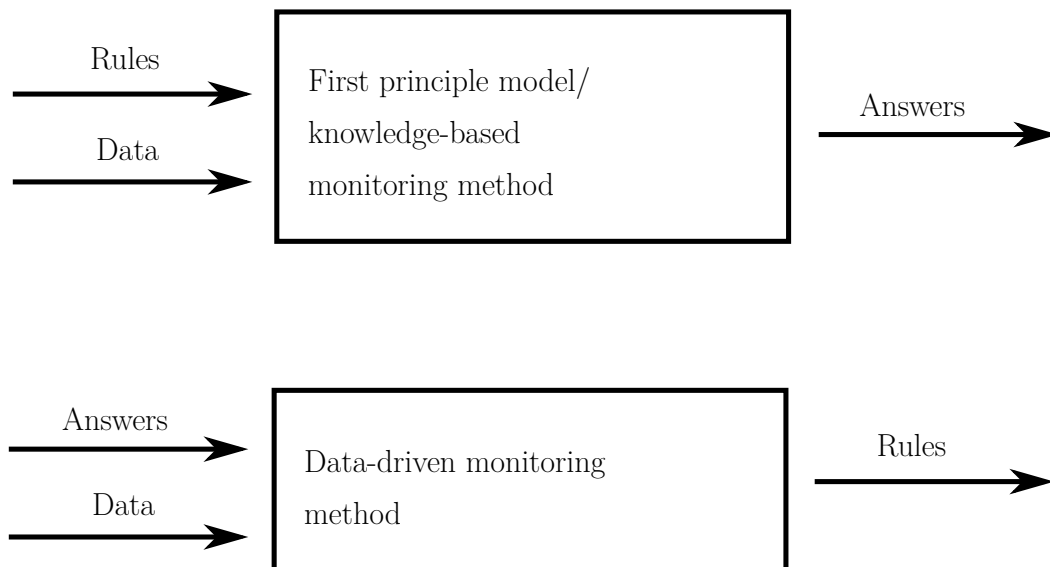 Rules
Data
First principle model/
knowledge-based
monitoring method
Answers
Answers
Data
Data-driven monitoring
method
Rules